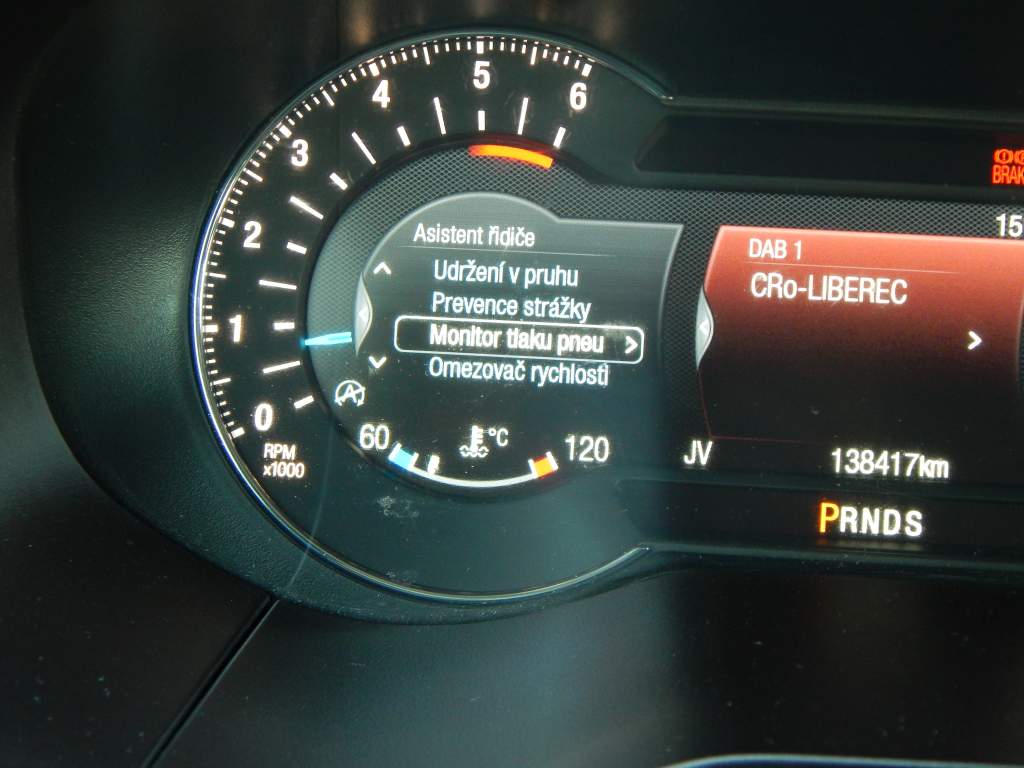 6
5
4
3
2
1
0
RPM
x1000
Asistent řidiče
Udržení v pruhu
Prevence strážky
Monitor tlaku pneu
Omezovač rychlosti
60
°C
120
BRAK
15
DAB 1
CRo-LIBEREC
JV
138417km
PRNDS